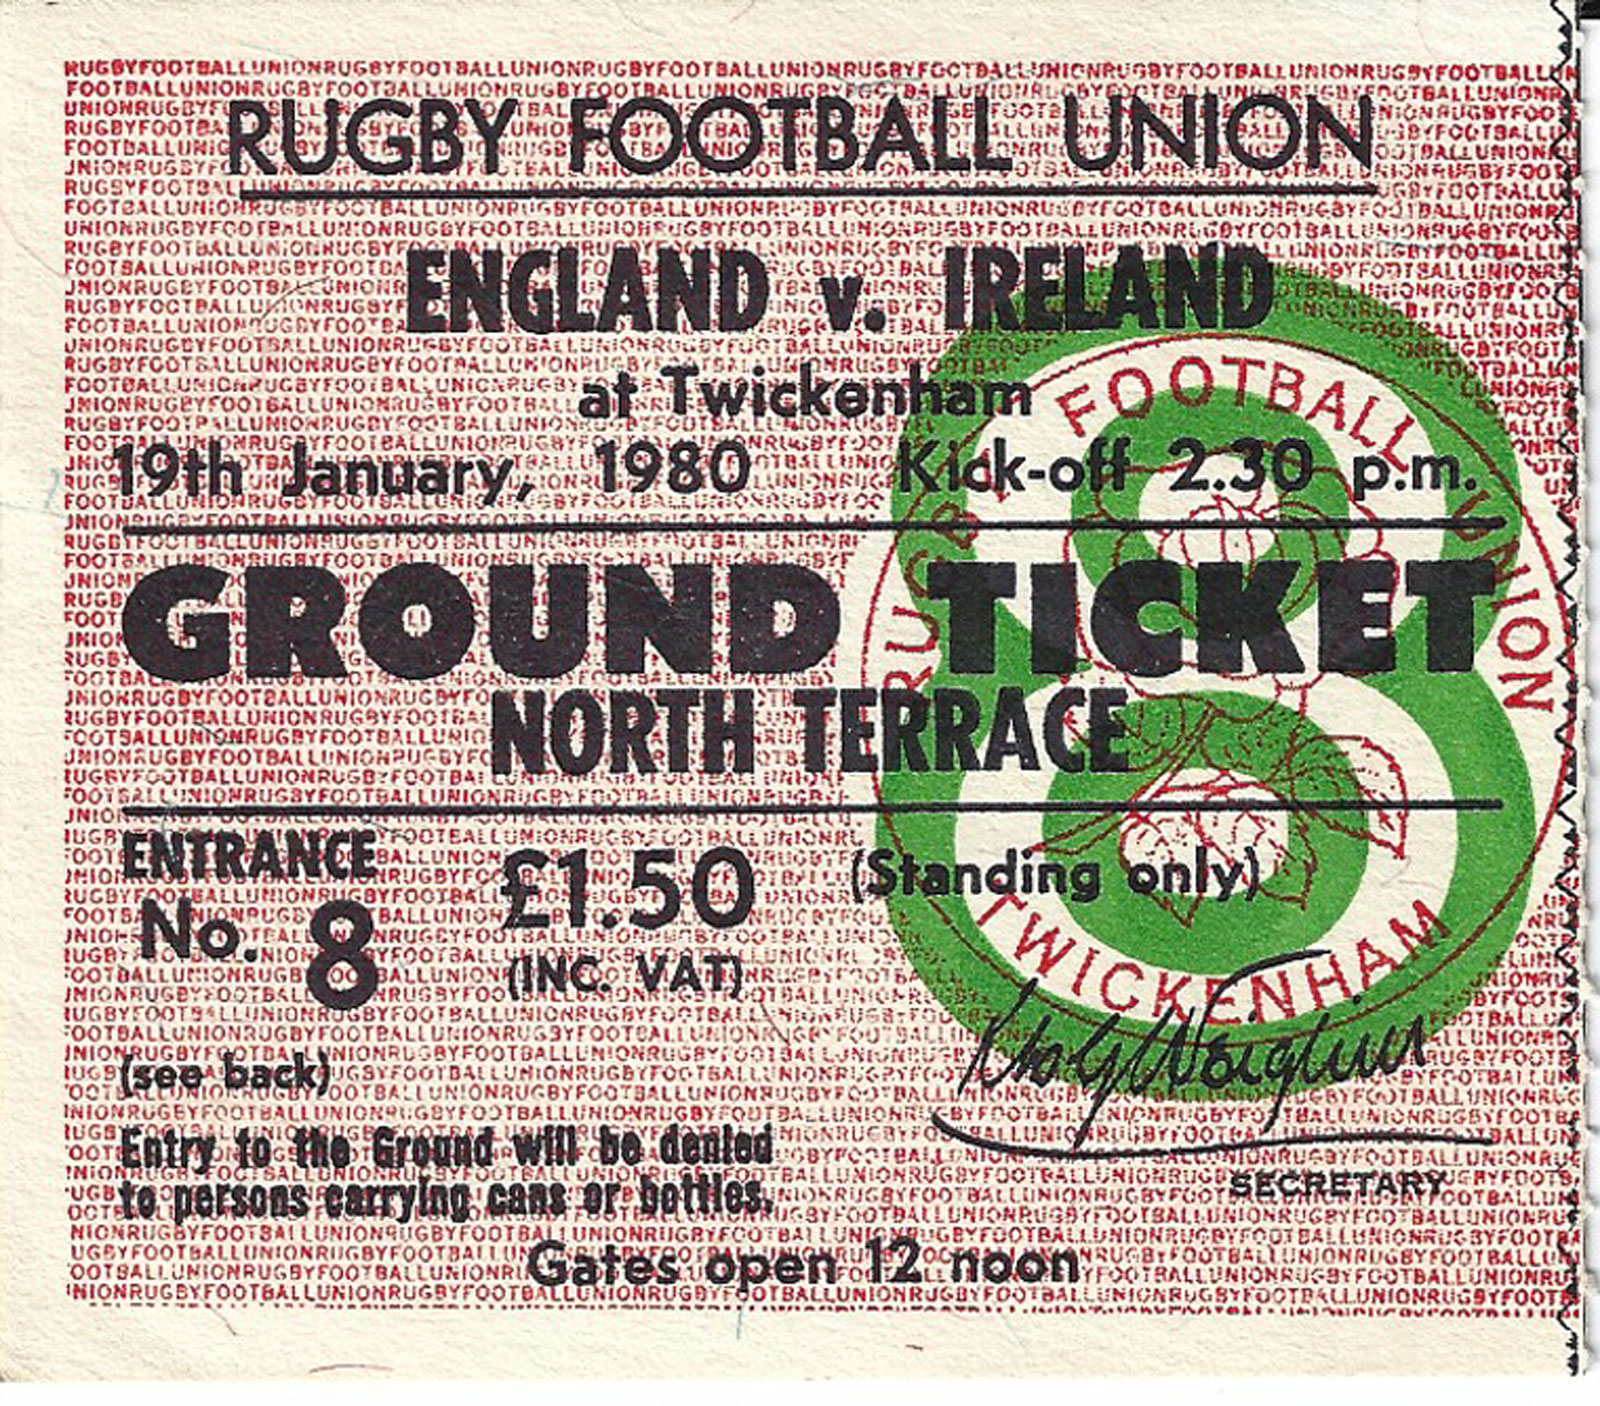 RUGBY FOOTBALL UNION
ENGLAND v. IRELAND
at Twickenham
19th January, 1980 Kick-off 2.30 p.m.
GROUND TICKET
NORTH TERRACE
ENTRANCE
No. 8
£1.50 (Standing only)
(INC. VAT)
(see back)
Entry to the Ground will be denied
to persons carrying cans or bottles.
Gates open 12 noon
SECRETARY
8
RUGBY FOOTBALL UNION
TWICKENHAM